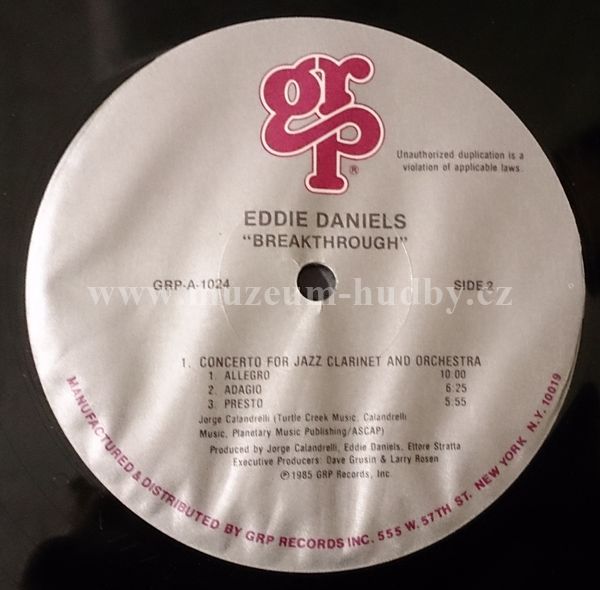 grp®
Unauthorized duplication is a
violation of applicable laws.
EDDIE DANIELS
“BREAKTHROUGH”
GRP-A-1024
SIDE 2
www.muzeum-hudby.cz
1. CONCERTO FOR JAZZ CLARINET AND ORCHESTRA
1. ALLEGRO 10:00
2. ADAGIO 6:25
3. PRESTO 5:55
Jorge Calandrelli (Turtle Creek Music, Calandrelli
Music, Planetary Music Publishing/ASCAP)
Produced by Jorge Calandrelli, Eddie Daniels, Ettore Stratta
Executive Producers: Dave Grusin & Larry Rosen
℗1985 GRP Records, Inc.
MANUFACTURED & DISTRIBUTED BY GRP RECORDS INC. 555 W. 57TH ST. NEW YORK N.Y. 10019